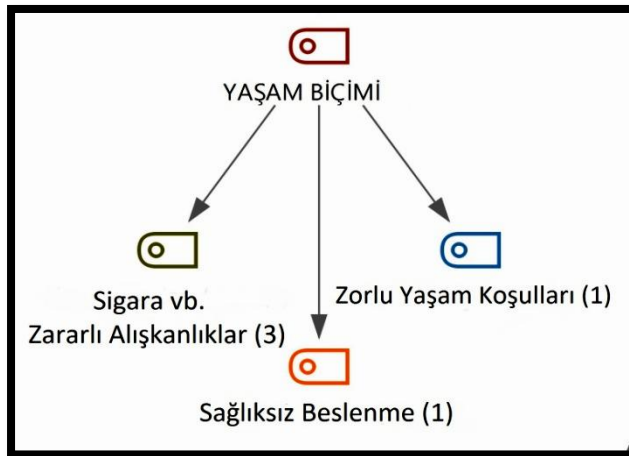 YAŞAM BİÇİMİ
Sigara vb.
Zararlı Alışkanlıklar (3)
Zorlu Yaşam Koşulları (1)
Sağlıksız Beslenme (1)